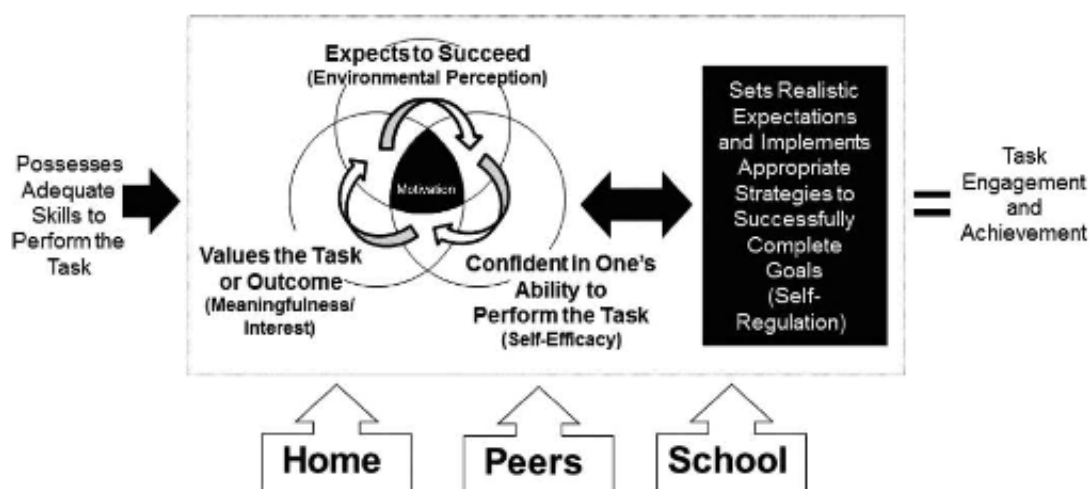 Possesses
Adequate
Skills to
Perform the
Task
Expects to Succeed
(Environmental Perception)
Motivation
Values the Task
or Outcome
(Meaningfulness/
Interest)
Confident in One's
Ability to
Perform the Task
(Self-Efficacy)
Sets Realistic
Expectations
and Implements
Appropriate
Strategies to
Successfully
Complete
Goals
(Self-
Regulation)
Task
Engagement
and
Achievement
Home
Peers
School